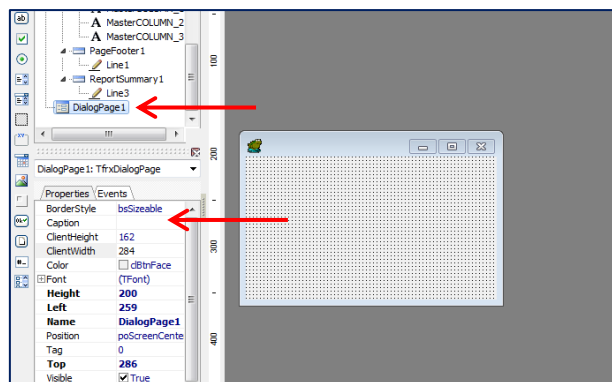 MasterCOLUMN_2
MasterCOLUMN_3
PageFooter1
Line1
ReportSummary1
Line3
DialogPage1
DialogPage1: TfrxDialogPage
Properties Events
BorderStyle bsSizeable
Caption
ClientHeight 162
ClientWidth 284
Color clBtnFace
Font (TFont)
Height 200
Left 259
Name DialogPage1
Position poScreenCente
Tag 0
Top 286
Visible True
100
200
300
400
ab